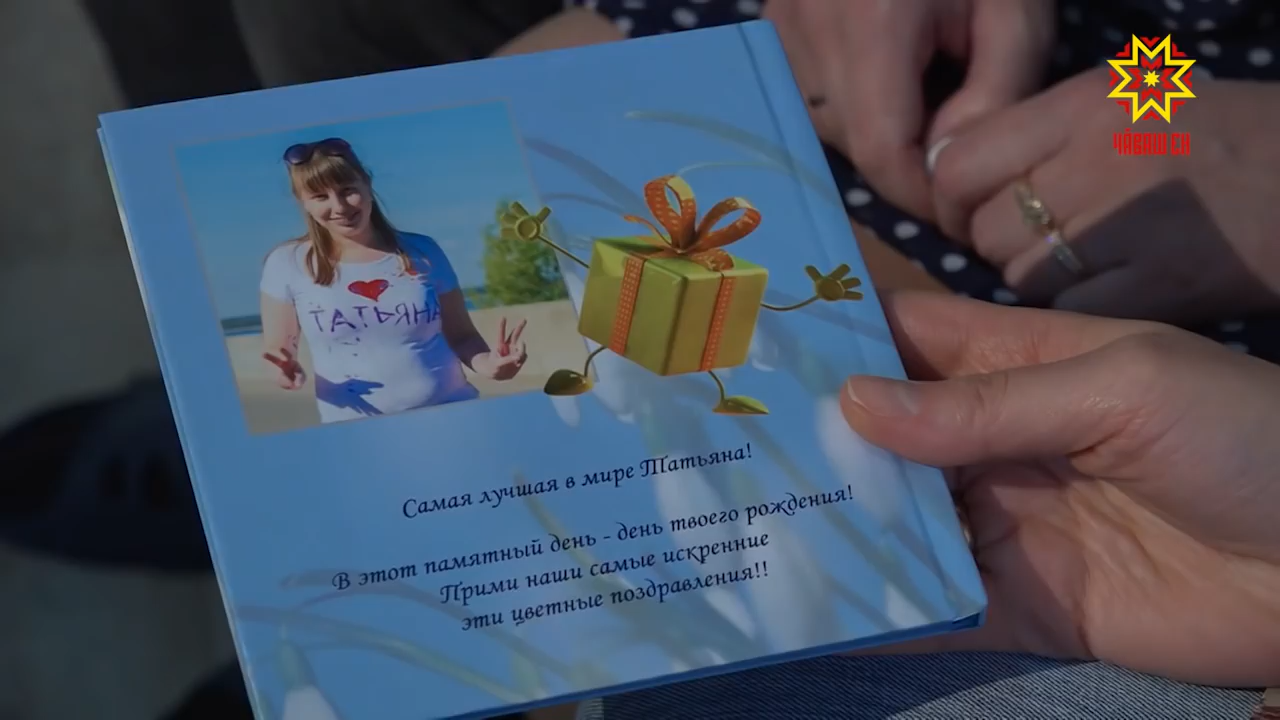 ЧӐВАШ ЕН
ТАТЬЯНА
Самая лучшая в мире Татьяна!
В этот памятный день - день твоего рождения!
Прими наши самые искренние
эти цветные поздравления!!